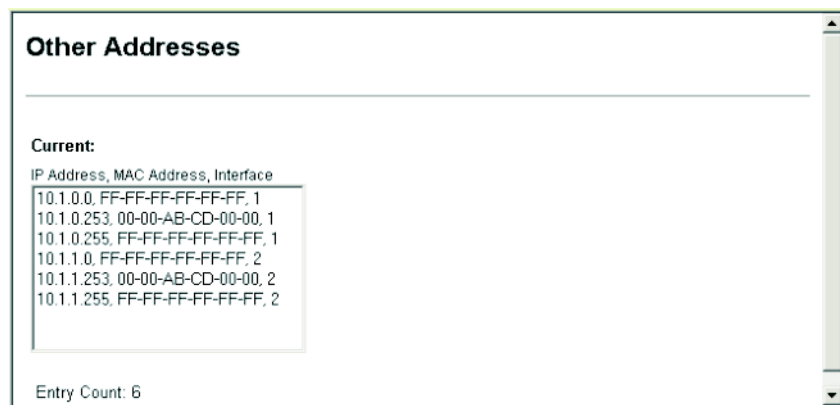 Other Addresses
Current:
IP Address, MAC Address, Interface
10.1.0.0, FF-FF-FF-FF-FF-FF, 1
10.1.0.253, 00-00-AB-CD-00-00, 1
10.1.0.255, FF-FF-FF-FF-FF-FF, 1
10.1.1.0, FF-FF-FF-FF-FF-FF, 2
10.1.1.253, 00-00-AB-CD-00-00, 2
10.1.1.255, FF-FF-FF-FF-FF-FF, 2
Entry Count: 6